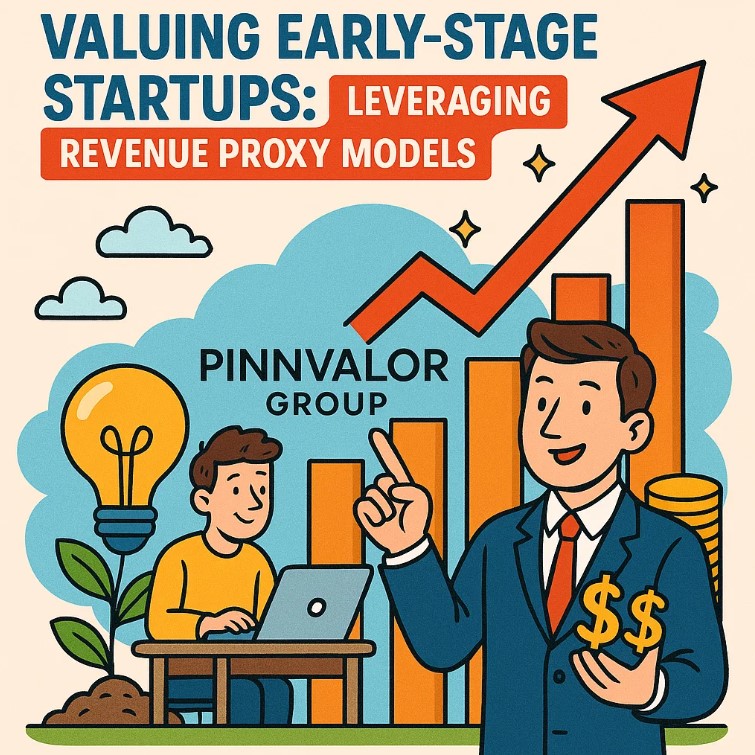 VALUING EARLY-STAGE
STARTUPS: LEVERAGING
REVENUE PROXY MODELS
PINNVALOR
GROUP
$ $